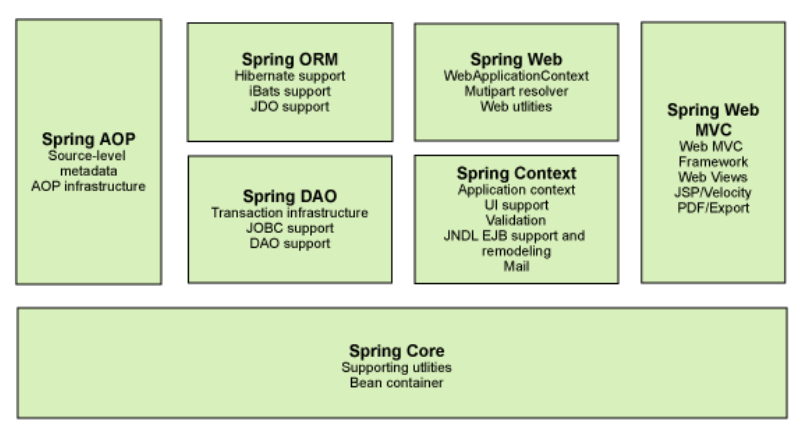 Spring AOP
Source-level
metadata
AOP infrastructure
Spring ORM
Hibernate support
iBats support
JDO support
Spring DAO
Transaction infrastructure
JOBC support
DAO support
Spring Web
WebApplicationContext
Mutipart resolver
Web utlities
Spring Context
Application context
UI support
Validation
JNDL EJB support and
remodeling
Mail
Spring Web
MVC
Web MVC
Framework
Web Views
JSP/Velocity
PDF/Export
Spring Core
Supporting utlities
Bean container